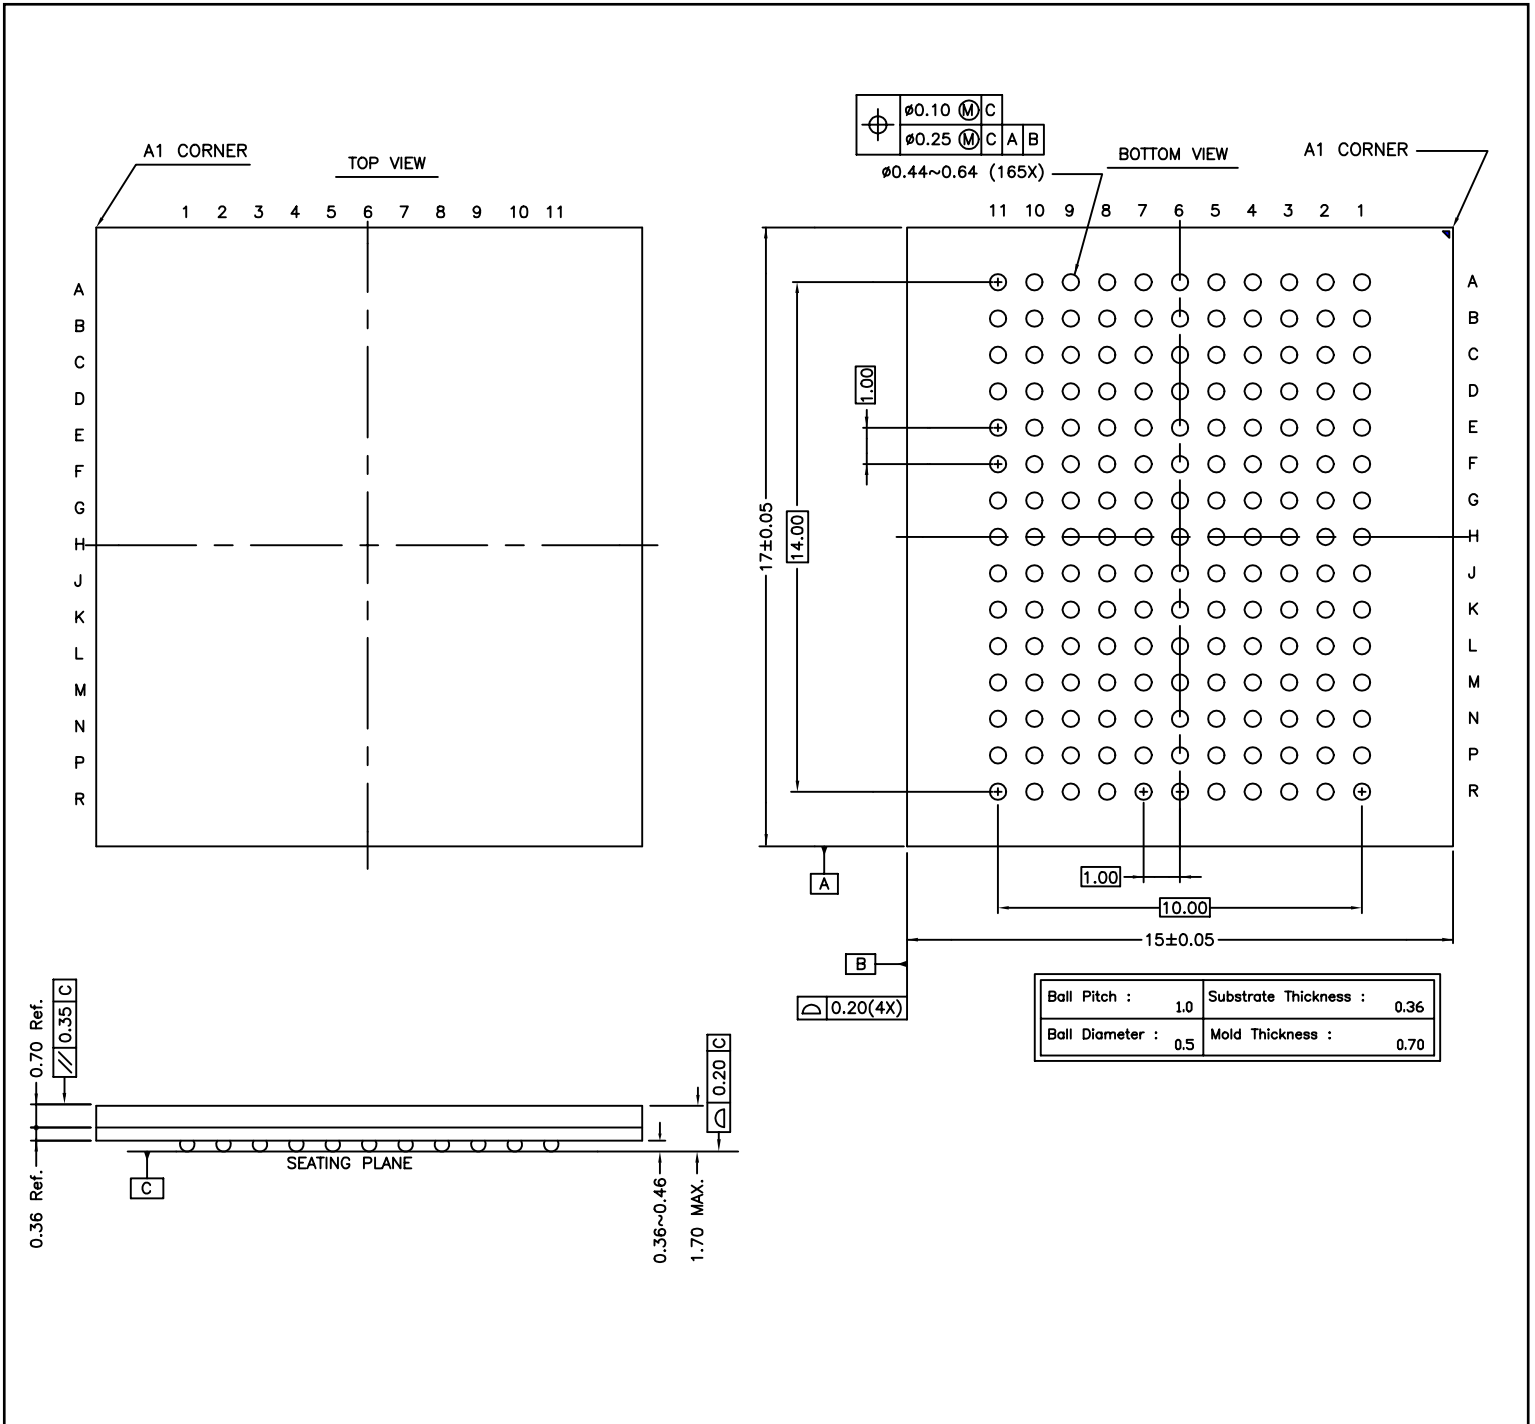 A1 CORNER
TOP VIEW
1 2 3 4 5 6 7 8 9 10 11
A
B
C
D
E
F
G
H
J
K
L
M
N
P
R
ø0.10 Ⓜ C
ø0.25 Ⓜ C A B
ø0.44~0.64 (165X)
BOTTOM VIEW
A1 CORNER
11 10 9 8 7 6 5 4 3 2 1
A
B
C
D
E
F
G
H
J
K
L
M
N
P
R
1.00
17±0.05
14.00
A
1.00
10.00
15±0.05
B
0.20(4X)
Ball Pitch : 1.0 Substrate Thickness : 0.36
Ball Diameter : 0.5 Mold Thickness : 0.70
0.70 Ref.
0.35 C
0.36 Ref.
SEATING PLANE
C
0.20 C
0.36~0.46
1.70 MAX.